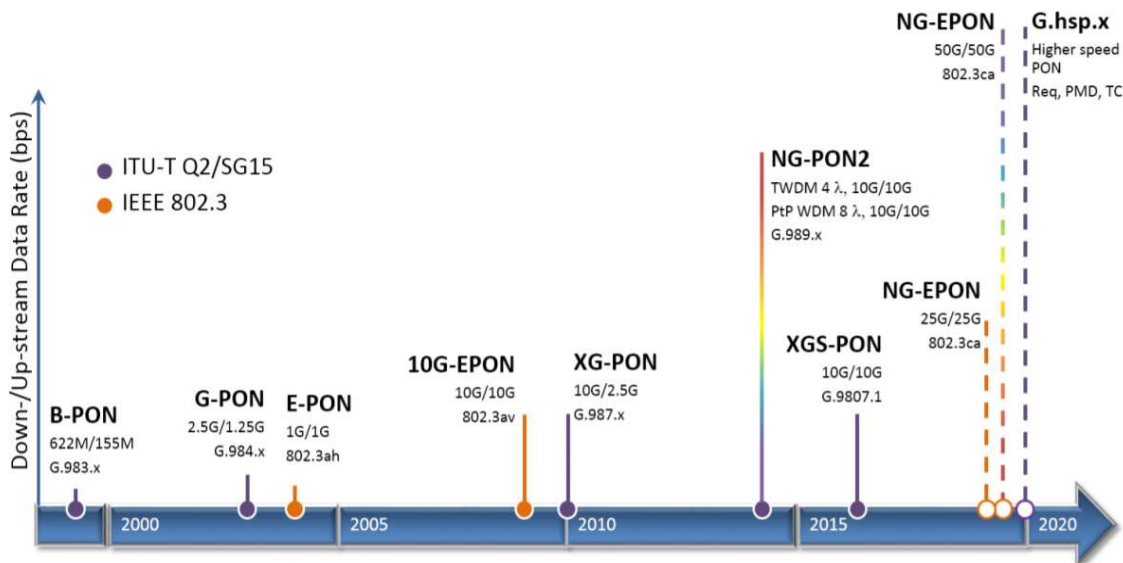 Down-/Up-stream Data Rate (bps)
ITU-T Q2/SG15
IEEE 802.3
B-PON
622M/155M
G.983.x
G-PON
2.5G/1.25G
G.984.x
E-PON
1G/1G
802.3ah
10G-EPON
10G/10G
802.3av
XG-PON
10G/2.5G
G.987.x
NG-PON2
TWDM 4 λ, 10G/10G
PtP WDM 8 λ, 10G/10G
G.989.x
XGS-PON
10G/10G
G.9807.1
NG-EPON
25G/25G
802.3ca
NG-EPON
50G/50G
802.3ca
G.hsp.x
Higher speed
PON
Req, PMD, TC
2000
2005
2010
2015
2020